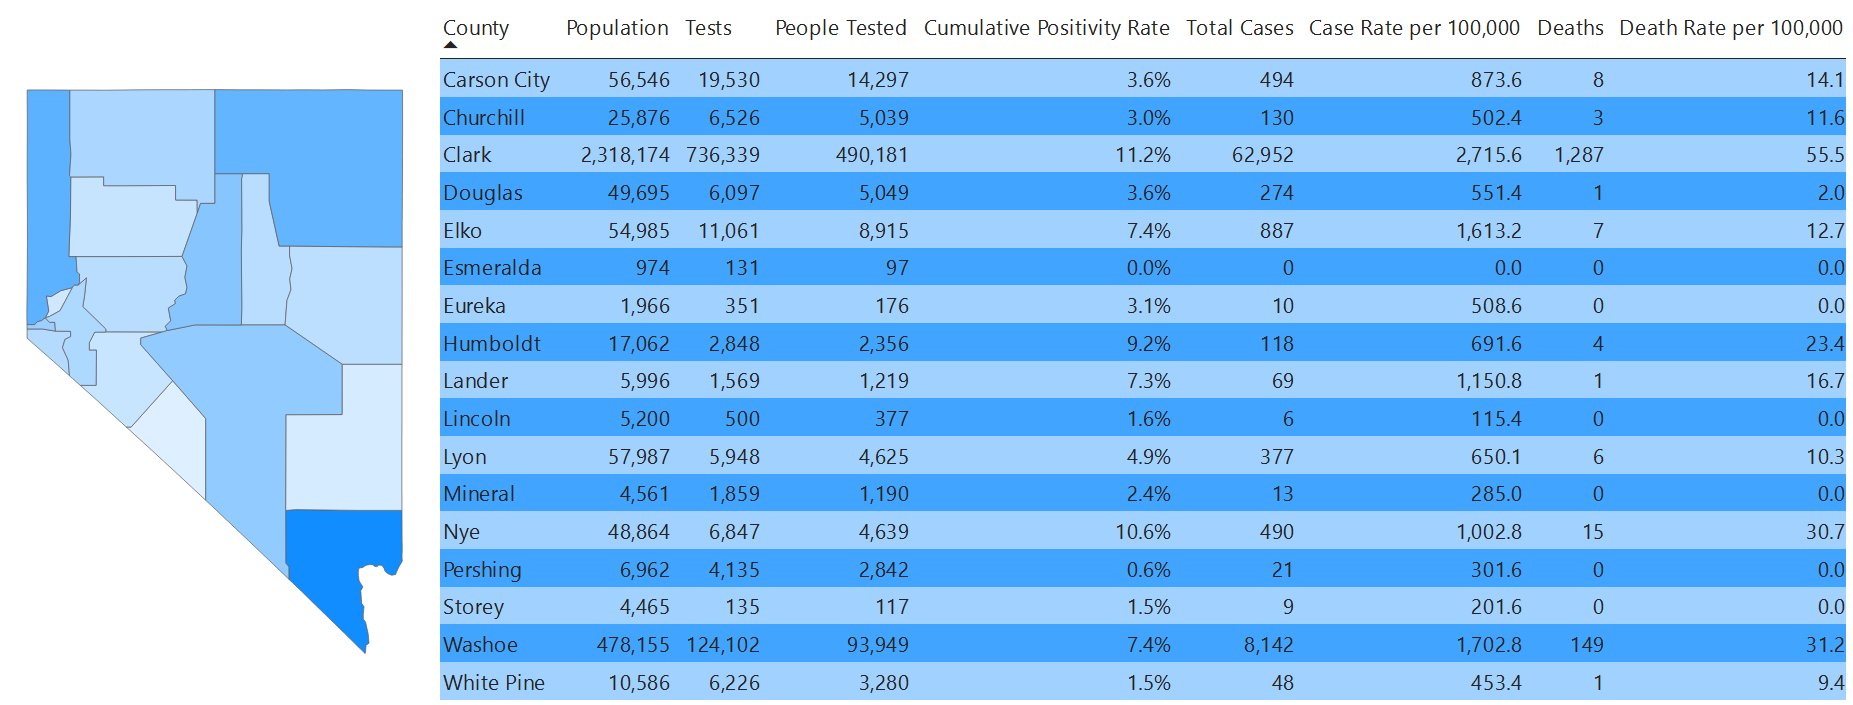 County Population Tests People Tested Cumulative Positivity Rate Total Cases Case Rate per 100,000 Deaths Death Rate per 100,000
Carson City 56,546 19,530 14,297 3.6% 494 873.6 8 14.1
Churchill 25,876 6,526 5,039 3.0% 130 502.4 3 11.6
Clark 2,318,174 736,339 490,181 11.2% 62,952 2,715.6 1,287 55.5
Douglas 49,695 6,097 5,049 3.6% 274 551.4 1 2.0
Elko 54,985 11,061 8,915 7.4% 887 1,613.2 7 12.7
Esmeralda 974 131 97 0.0% 0 0.0 0 0.0
Eureka 1,966 351 176 3.1% 10 508.6 0 0.0
Humboldt 17,062 2,848 2,356 9.2% 118 691.6 4 23.4
Lander 5,996 1,569 1,219 7.3% 69 1,150.8 1 16.7
Lincoln 5,200 500 377 1.6% 6 115.4 0 0.0
Lyon 57,987 5,948 4,625 4.9% 377 650.1 6 10.3
Mineral 4,561 1,859 1,190 2.4% 13 285.0 0 0.0
Nye 48,864 6,847 4,639 10.6% 490 1,002.8 15 30.7
Pershing 6,962 4,135 2,842 0.6% 21 301.6 0 0.0
Storey 4,465 135 117 1.5% 9 201.6 0 0.0
Washoe 478,155 124,102 93,949 7.4% 8,142 1,702.8 149 31.2
White Pine 10,586 6,226 3,280 1.5% 48 453.4 1 9.4